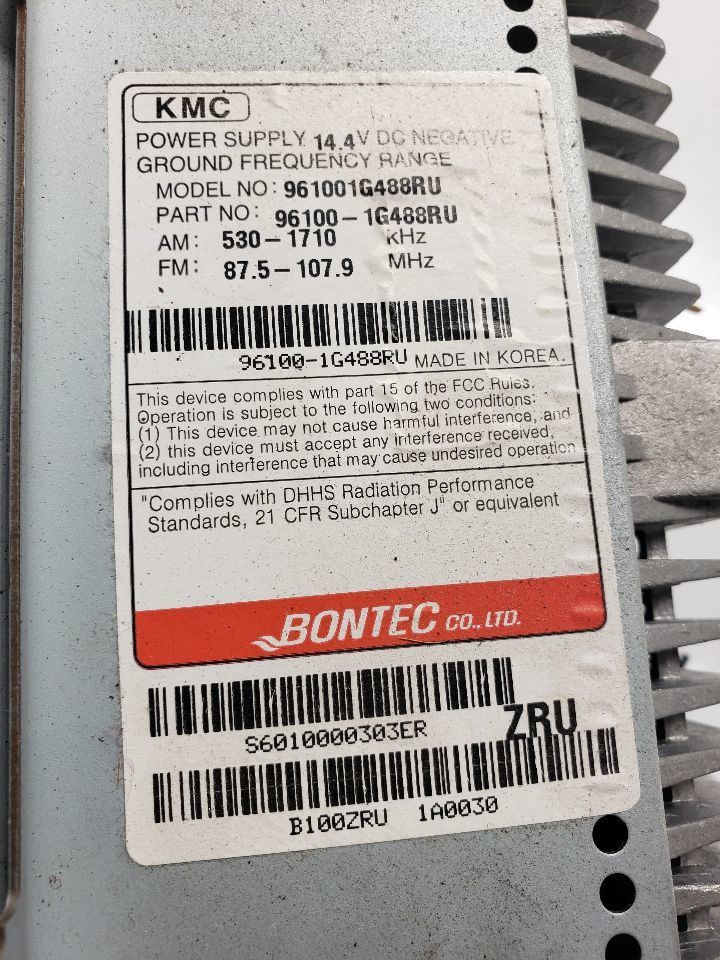 KMC
POWER SUPPLY 14.4V DC NEGATIVE
GROUND FREQUENCY RANGE
MODEL NO: 961001G488RU
PART NO: 96100-1G488RU
AM: 530-1710 kHz
FM: 87.5-107.9 MHz
96100-1G488RU MADE IN KOREA.
This device complies with part 15 of the FCC Rules.
Operation is subject to the following two conditions:
(1) This device may not cause harmful interference, and
(2) this device must accept any interference received,
including interference that may cause undesired operation
"Complies with DHHS Radiation Performance
Standards, 21 CFR Subchapter J" or equivalent
BONTEC CO., LTD.
S6010000303ER ZRU
B100ZRU 1A0030